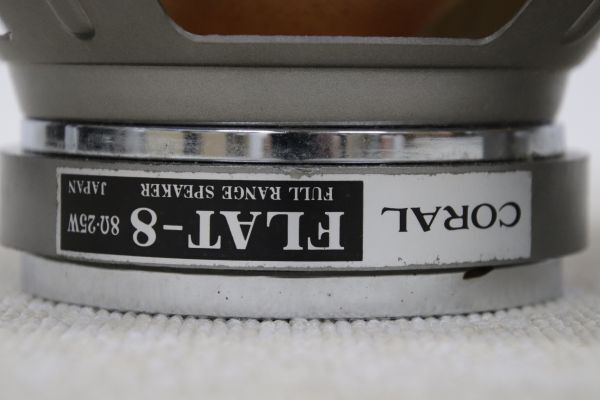 CORAL
FLAT-8
FULL RANGE SPEAKER
8Ω·25W
JAPAN